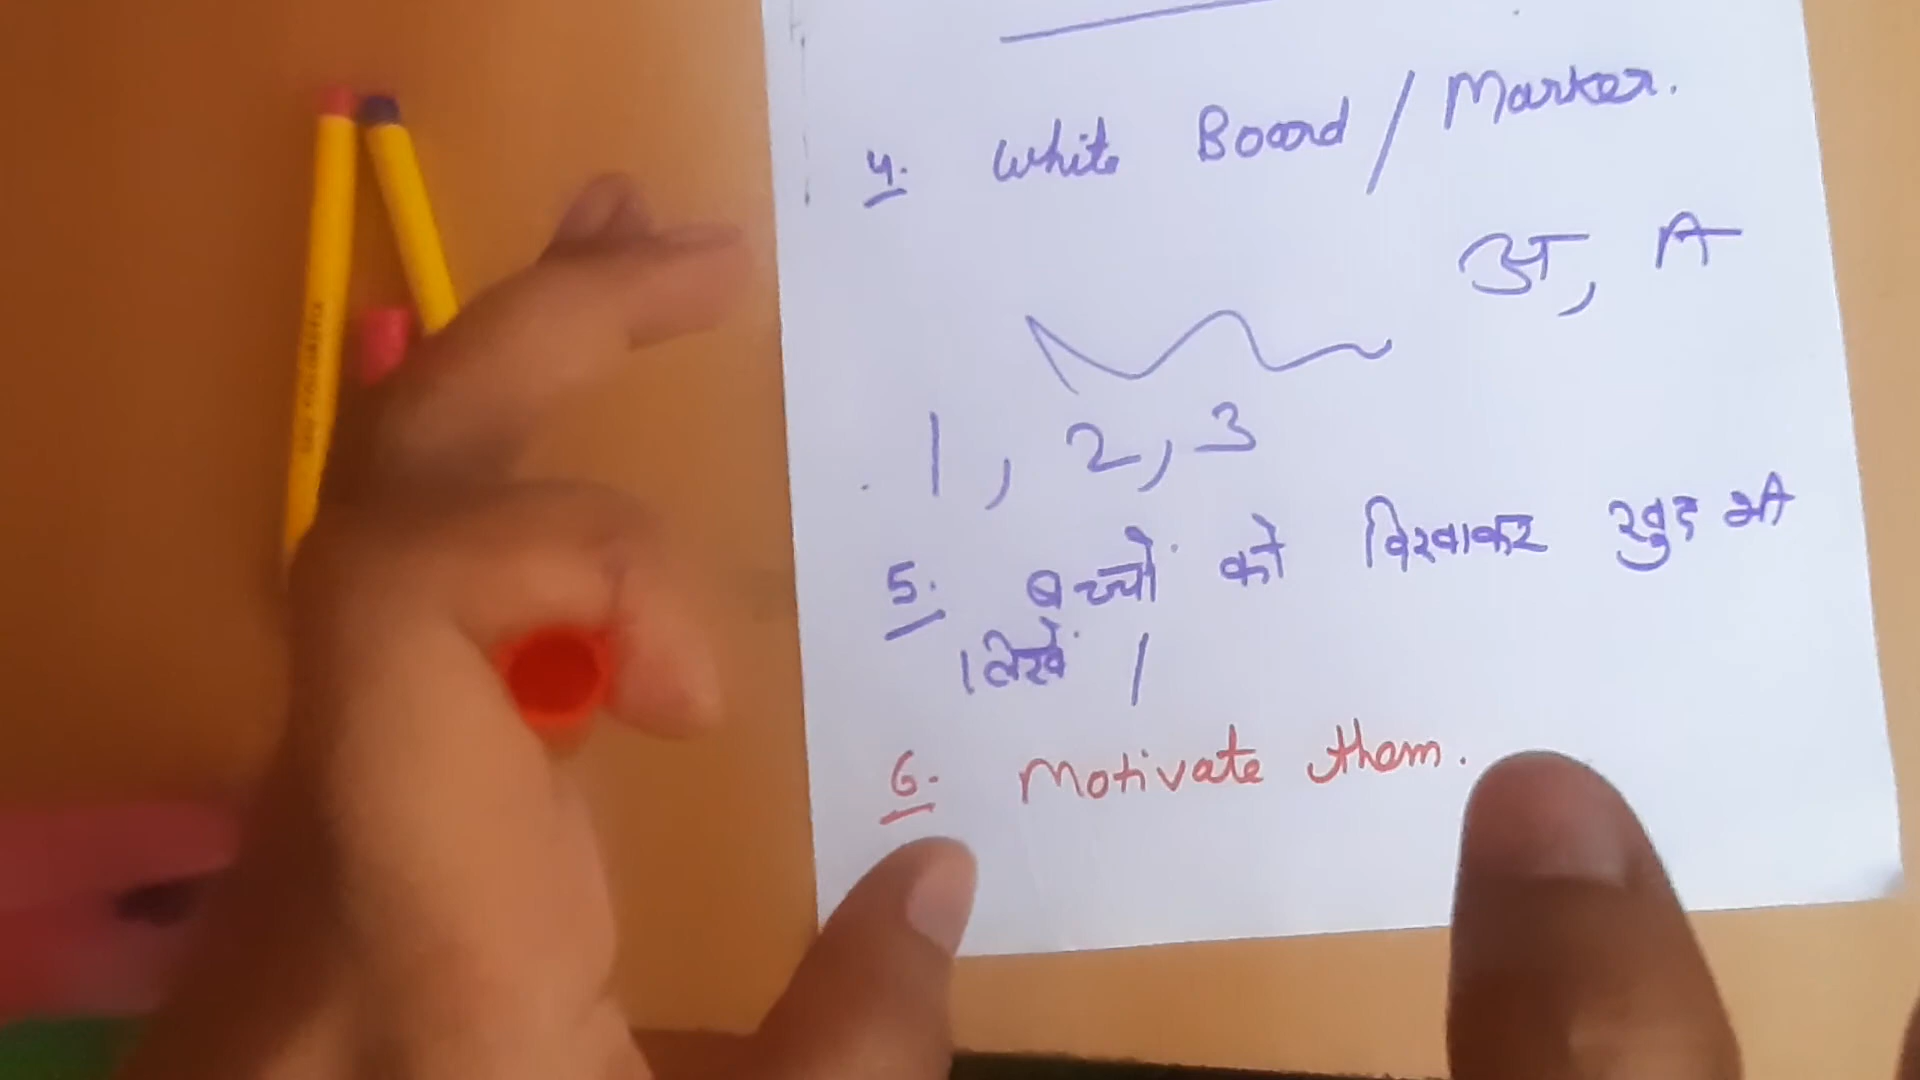 4. White Board / Marker.
अ, A
1, 2, 3
5. बच्चों को दिखाकर खुद भी
लिखें ।
6. Motivate them.